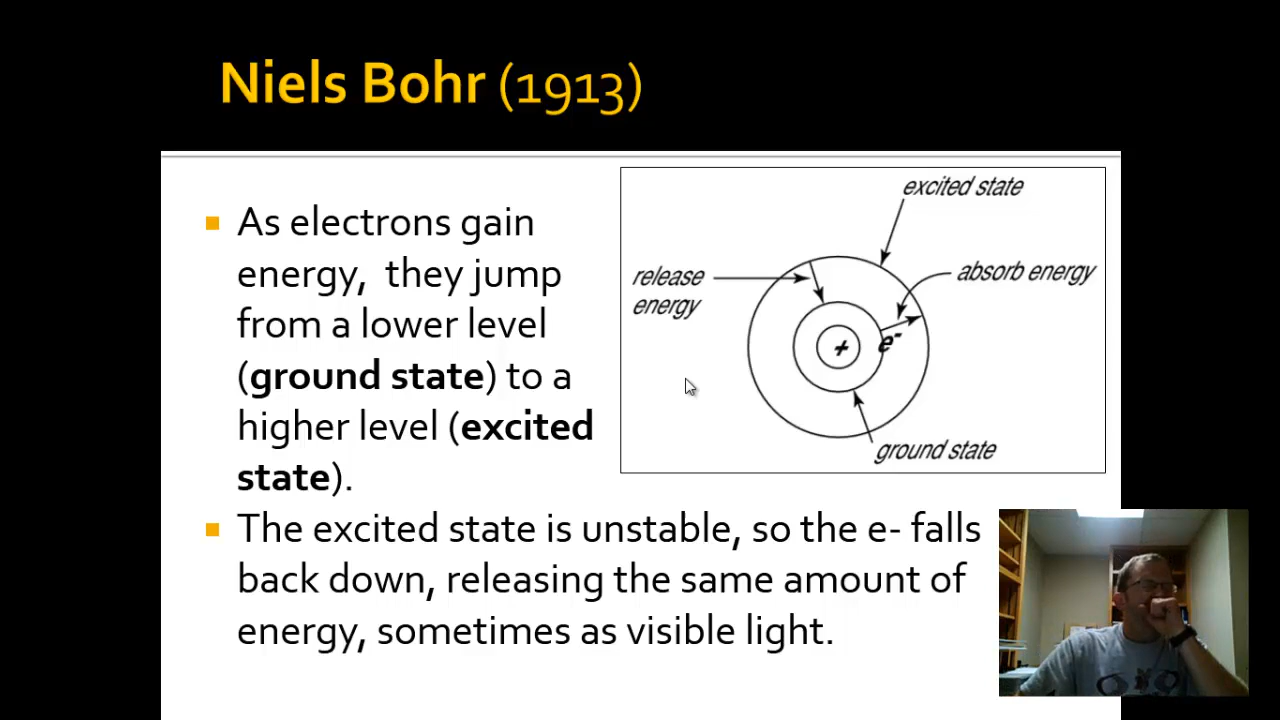 Niels Bohr (1913)
As electrons gain
energy, they jump
from a lower level
(ground state) to a
higher level (excited
state).
The excited state is unstable, so the e- falls
back down, releasing the same amount of
energy, sometimes as visible light.
excited state
release
energy
absorb energy
+
e-
ground state